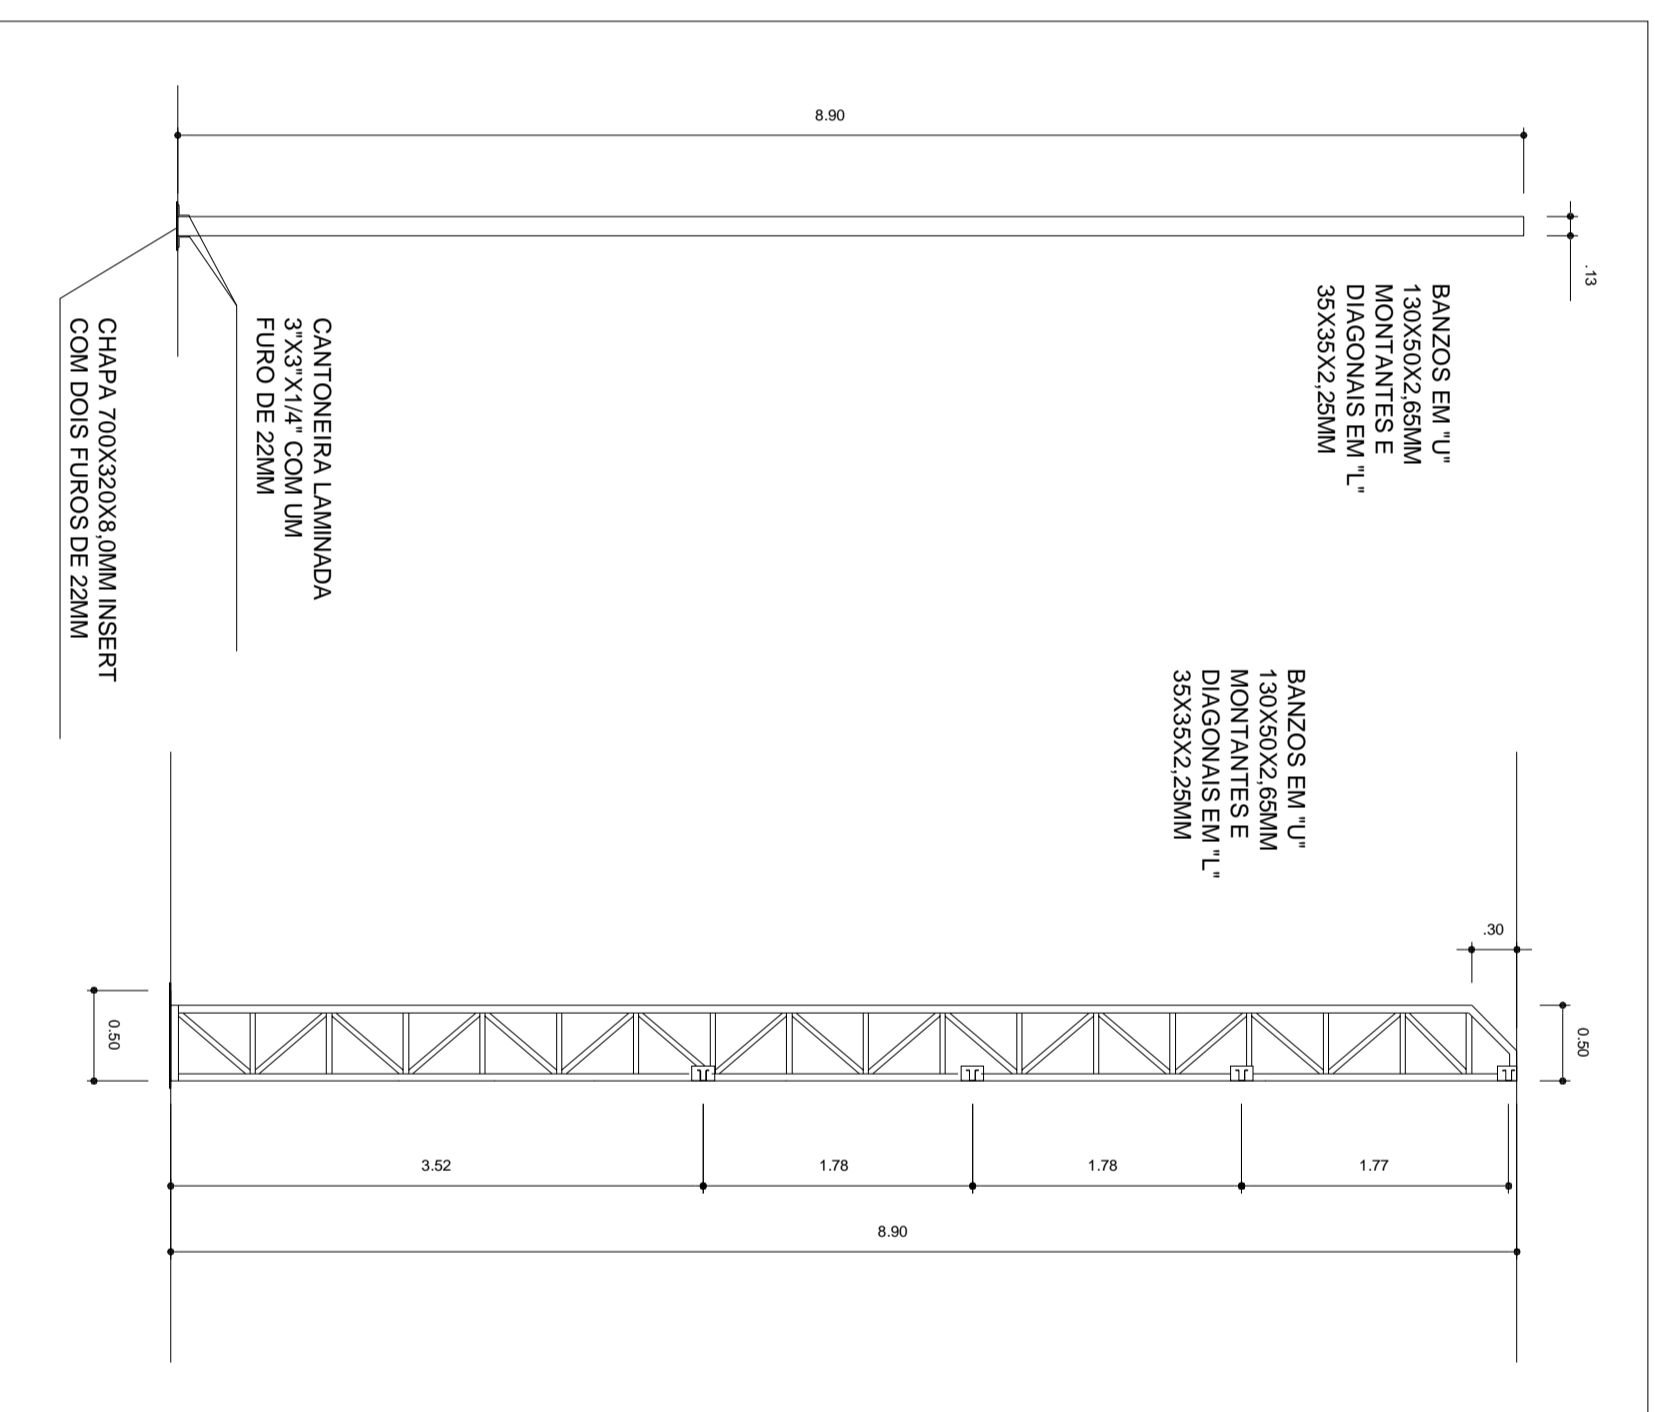 8.90
.13
BANZOS EM "U"
130X50X2,65MM
MONTANTES E
DIAGONAIS EM "L"
35X35X2,25MM
CANTONEIRA LAMINADA
3"X3"X1/4" COM UM
FURO DE 22MM
CHAPA 700X320X8,0MM INSERT
COM DOIS FUROS DE 22MM
BANZOS EM "U"
130X50X2,65MM
MONTANTES E
DIAGONAIS EM "L"
35X35X2,25MM
.30
0.50
0.50
3.52
1.78
1.78
1.77
8.90